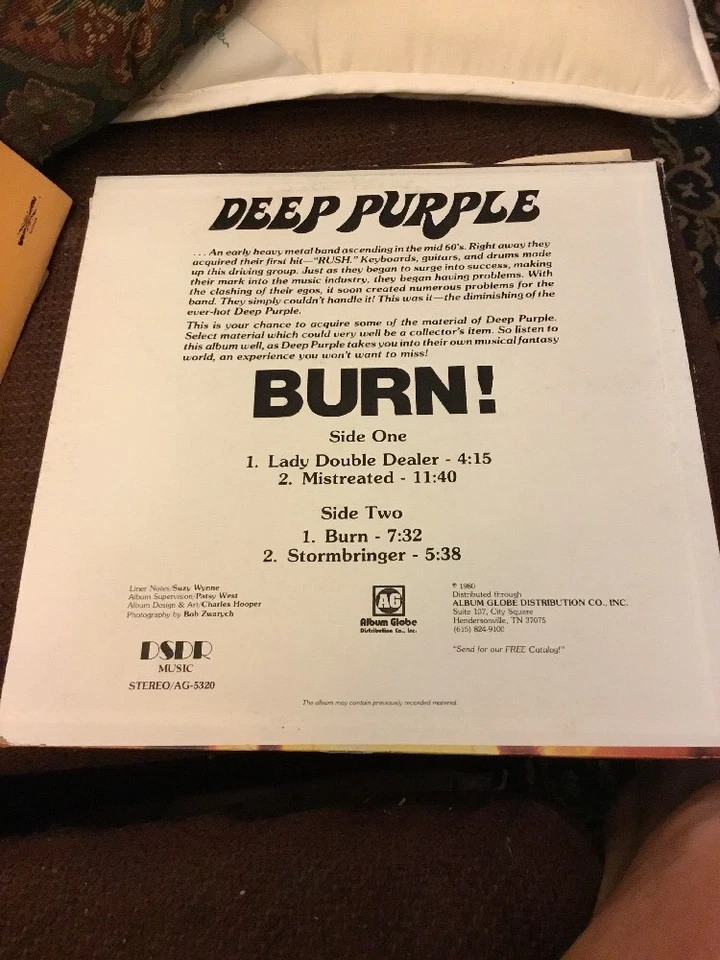 DEEP PURPLE
. . . An early heavy metal band ascending in the mid 60's. Right away they
acquired their first hit—"RUSH." Keyboards, guitars, and drums made
up this driving group. Just as they began to surge into success, making
their mark into the music industry, they began having problems. With
the clashing of their egos, it soon created numerous problems for the
band. They simply couldn't handle it! This was it—the diminishing of the
ever-hot Deep Purple.
This is your chance to acquire some of the material of Deep Purple.
Select material which could very well be a collector's item. So listen to
this album well, as Deep Purple takes you into their own musical fantasy
world, an experience you won't want to miss!
BURN!
Side One
1. Lady Double Dealer - 4:15
2. Mistreated - 11:40
Side Two
1. Burn - 7:32
2. Stormbringer - 5:38
Liner Notes/Suzy Wynne
Album Supervision/Patsy West
Album Design & Art/Charles Hooper
Photography by Bob Zwarych
DSDR
MUSIC
STEREO/AG-5320
AG
Album Globe
Distribution Co., Inc.
℗ 1980
Distributed through
ALBUM GLOBE DISTRIBUTION CO., INC.
Suite 107, City Square
Hendersonville, TN 37075
(615) 824-9100
"Send for our FREE Catalog!"
The album may contain previously recorded material.